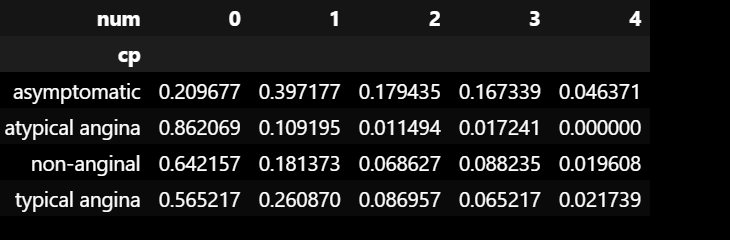 num 0 1 2 3 4
cp
asymptomatic 0.209677 0.397177 0.179435 0.167339 0.046371
atypical angina 0.862069 0.109195 0.011494 0.017241 0.000000
non-anginal 0.642157 0.181373 0.068627 0.088235 0.019608
typical angina 0.565217 0.260870 0.086957 0.065217 0.021739